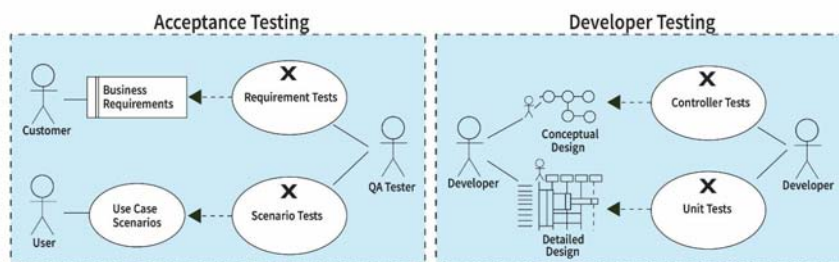 Acceptance Testing
Developer Testing
X
Business
Requirements
Requirement Tests
Customer
QA Tester
X
Use Case
Scenarios
Scenario Tests
User
X
Controller Tests
Conceptual
Design
Developer
Developer
X
Unit Tests
Detailed
Design